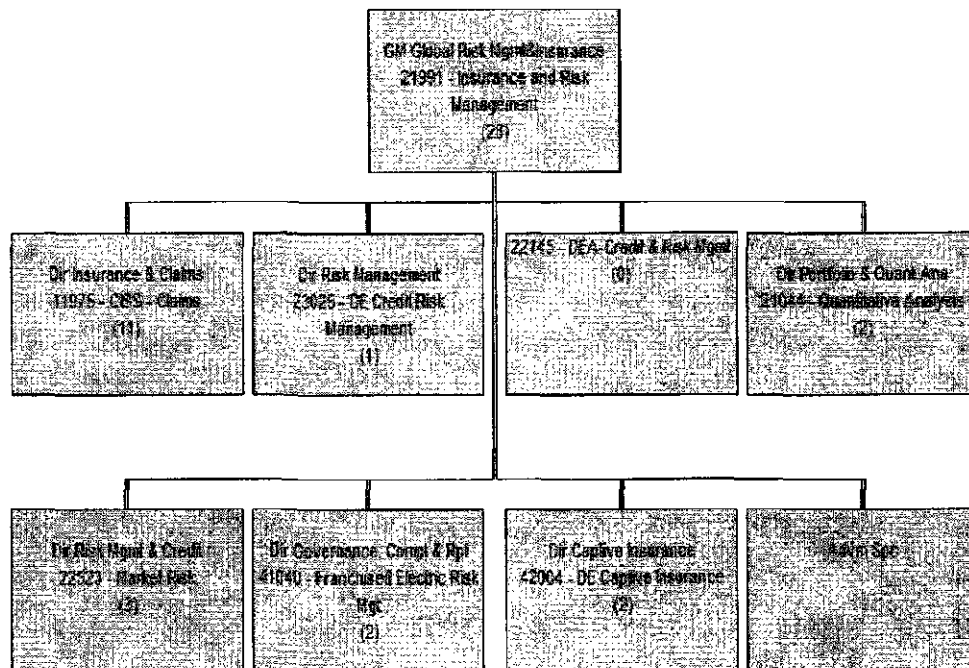 GM Global Risk Mgmt&Insurance
21991 - Insurance and Risk
Management
(23)
Dir Insurance & Claims
11975 - CBS - Claims
(11)
Dir Risk Management
23025 - DE Credit Risk
Management
(1)
22145 - DEA- Credit & Risk Mgmt
(0)
Dir Portfolio & Quant Ana
21044 - Quantitative Analysis
(2)
Dir Risk Mgmt & Credit
22523 - Market Risk
Dir Governance, Compl & Rpt
41040 - Franchised Electric Risk
Mgt
(2)
Dir Captive Insurance
42004 - DE Captive Insurance
(2)
Adm Spc